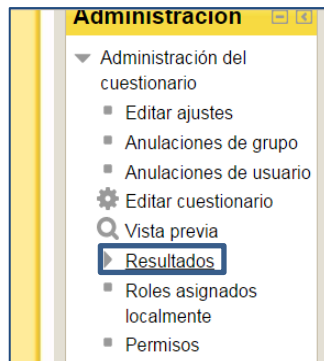 Administración
Administración del
cuestionario
Editar ajustes
Anulaciones de grupo
Anulaciones de usuario
Editar cuestionario
Vista previa
Resultados
Roles asignados
localmente
Permisos